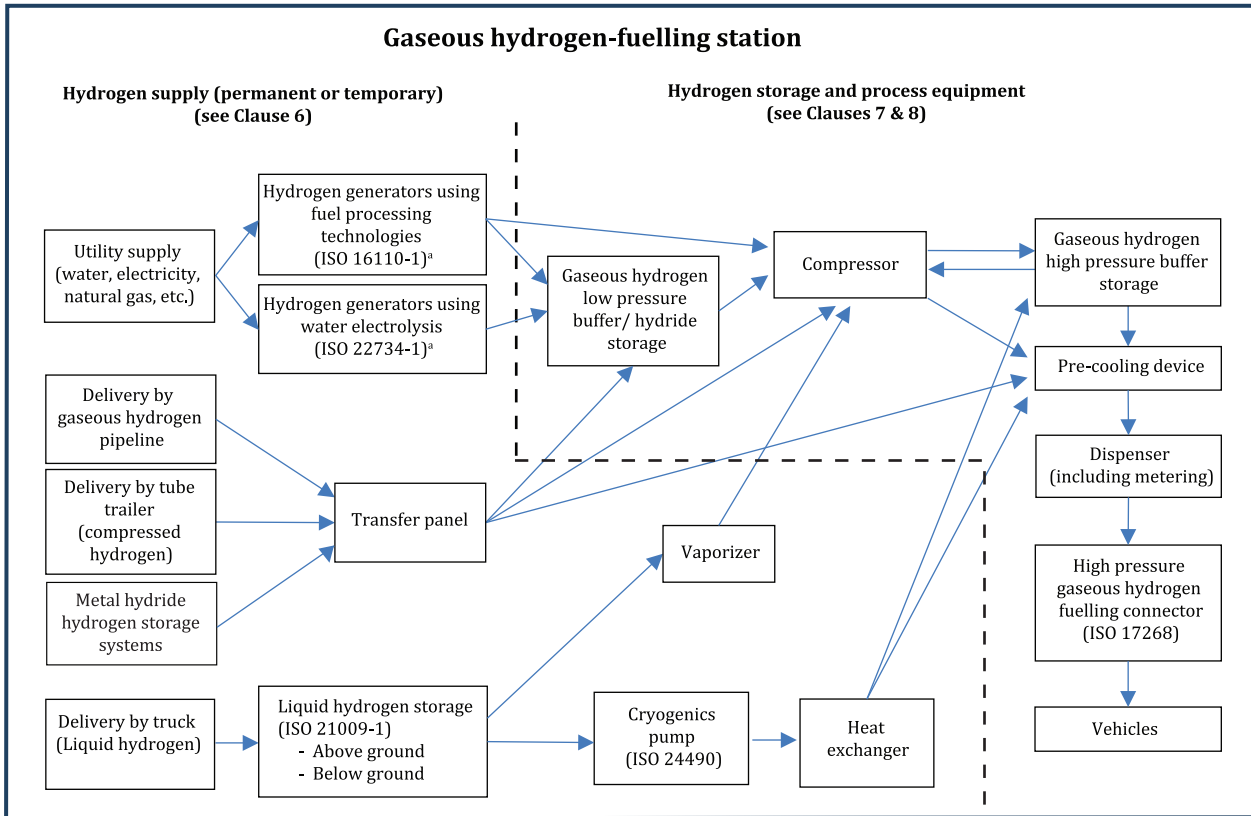 Gaseous hydrogen-fuelling station
Hydrogen supply (permanent or temporary)
(see Clause 6)
Hydrogen storage and process equipment
(see Clauses 7 & 8)
Utility supply
(water, electricity,
natural gas, etc.)
Hydrogen generators using
fuel processing
technologies
(ISO 16110-1)ᵃ
Hydrogen generators using
water electrolysis
(ISO 22734-1)ᵃ
Gaseous hydrogen
low pressure
buffer/ hydride
storage
Compressor
Gaseous hydrogen
high pressure buffer
storage
Pre-cooling device
Delivery by
gaseous hydrogen
pipeline
Delivery by tube
trailer
(compressed
hydrogen)
Metal hydride
hydrogen storage
systems
Transfer panel
Vaporizer
Dispenser
(including metering)
High pressure
gaseous hydrogen
fuelling connector
(ISO 17268)
Delivery by truck
(Liquid hydrogen)
Liquid hydrogen storage
(ISO 21009-1)
- Above ground
- Below ground
Cryogenics
pump
(ISO 24490)
Heat
exchanger
Vehicles